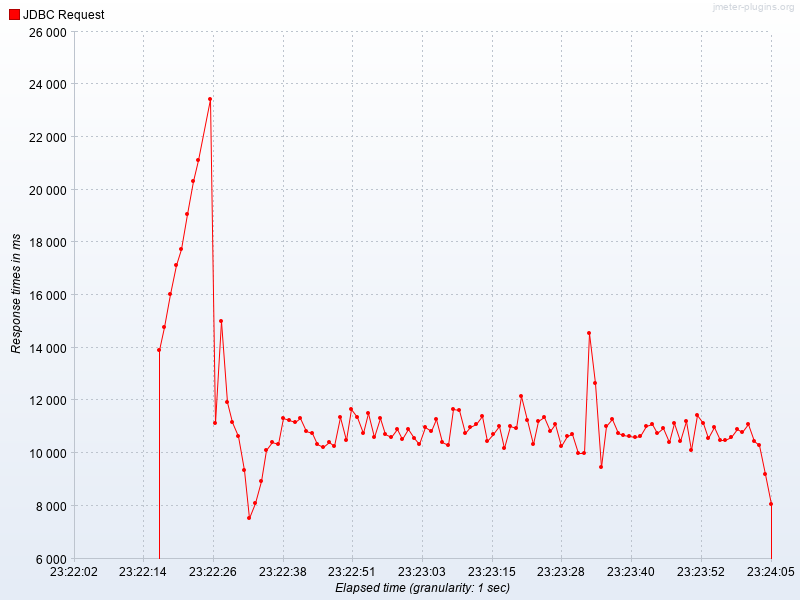 jmeter-plugins.org
JDBC Request
26 000
24 000
22 000
20 000
18 000
16 000
14 000
12 000
10 000
8 000
6 000
Response times in ms
23:22:02 23:22:14 23:22:26 23:22:38 23:22:51 23:23:03 23:23:15 23:23:28 23:23:40 23:23:52 23:24:05
Elapsed time (granularity: 1 sec)